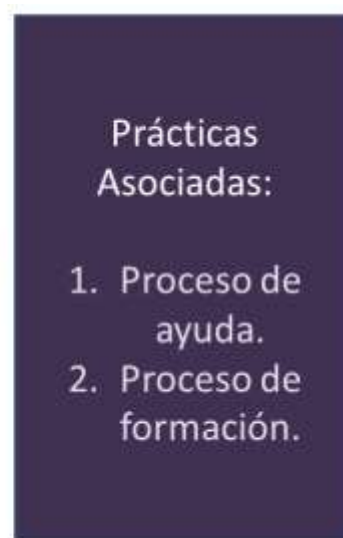 Prácticas
Asociadas:
1. Proceso de
ayuda.
2. Proceso de
formación.